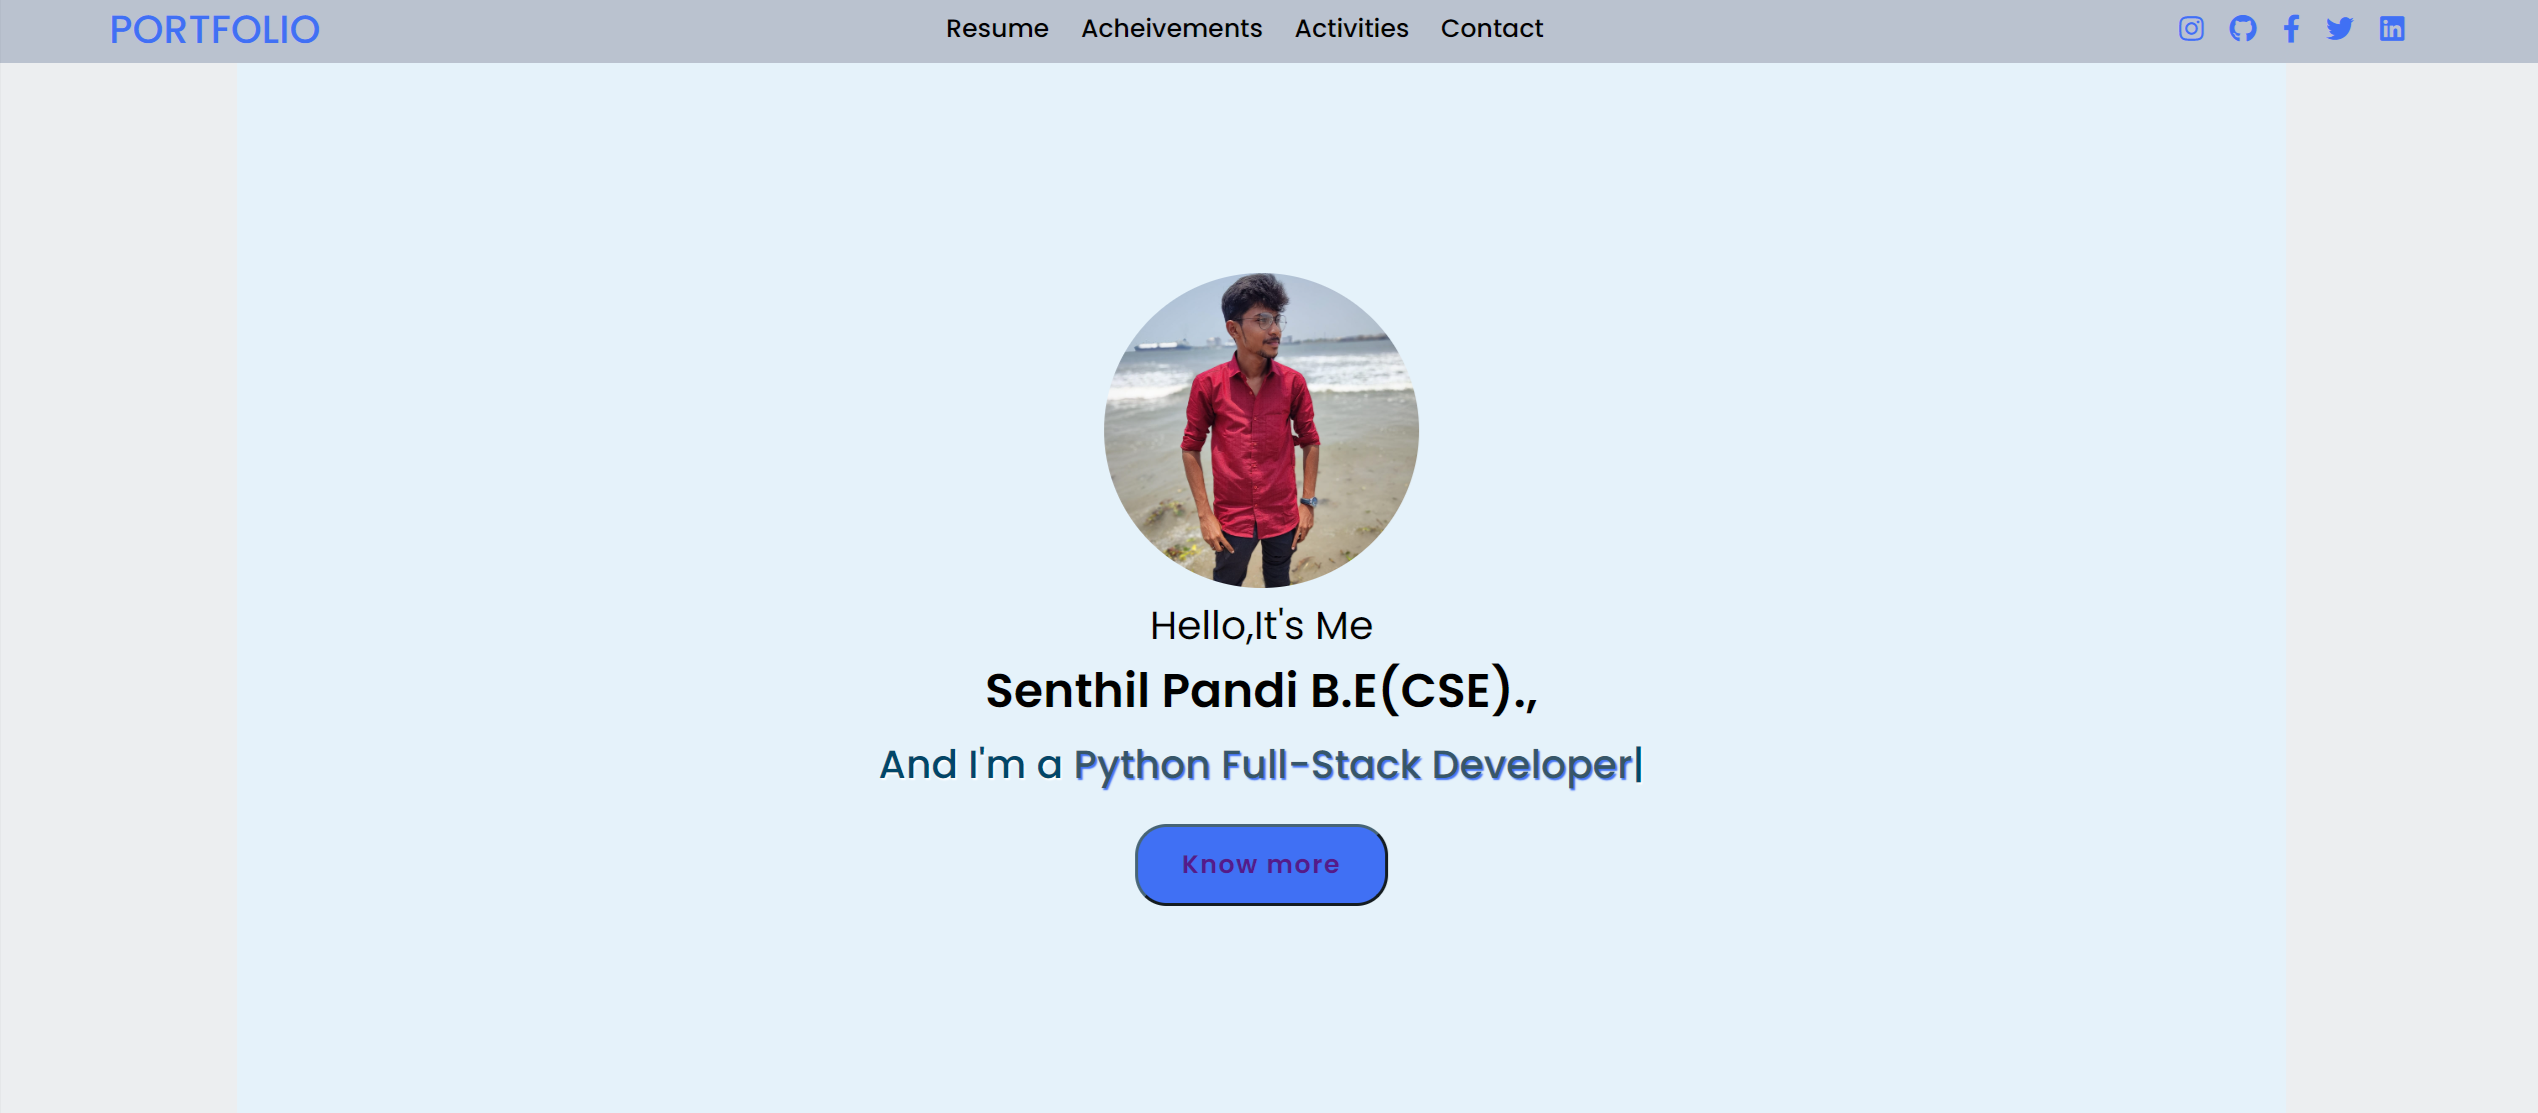 PORTFOLIO
Resume Acheivements Activities Contact
Hello,It's Me
Senthil Pandi B.E(CSE).,
And I'm a Python Full-Stack Developer|
Know more